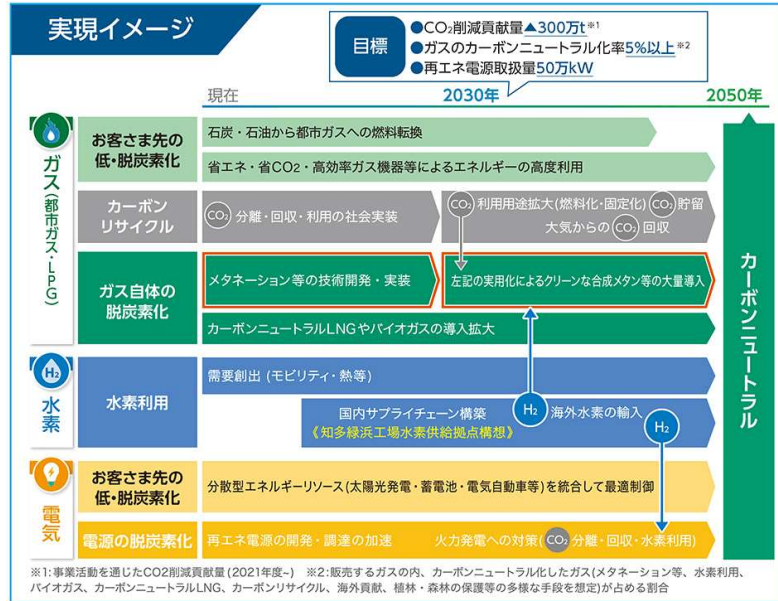 実現イメージ
目標
●CO₂削減貢献量▲300万t※1
●ガスのカーボンニュートラル化率5%以上※2
●再エネ電源取扱量50万kW
現在
2030年
2050年
ガス(都市ガス・LPG)
お客さま先の
低・脱炭素化
石炭・石油から都市ガスへの燃料転換
省エネ・省CO2・高効率ガス機器等によるエネルギーの高度利用
カーボン
リサイクル
CO₂ 分離・回収・利用の社会実装
CO₂ 利用用途拡大(燃料化・固定化) CO₂ 貯留
大気からの CO₂ 回収
ガス自体の
脱炭素化
メタネーション等の技術開発・実装
左記の実用化によるクリーンな合成メタン等の大量導入
カーボンニュートラルLNGやバイオガスの導入拡大
H₂
水素
水素利用
需要創出(モビリティ・熱等)
国内サプライチェーン構築
《知多緑浜工場水素供給拠点構想》
H₂ 海外水素の輸入
H₂
電気
お客さま先の
低・脱炭素化
分散型エネルギーリソース(太陽光発電・蓄電池・電気自動車等)を統合して最適制御
電源の脱炭素化
再エネ電源の開発・調達の加速
火力発電への対策(CO₂ 分離・回収・水素利用)
カーボンニュートラル
※1:事業活動を通じたCO2削減貢献量(2021年度~) ※2:販売するガスの内、カーボンニュートラル化したガス(メタネーション等、水素利用、
バイオガス、カーボンニュートラルLNG、カーボンリサイクル、海外貢献、植林・森林の保護等の多様な手段を想定)が占める割合